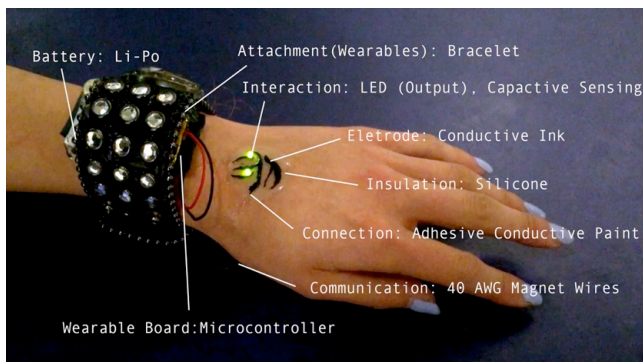 Battery: Li-Po
Attachment(Wearables): Bracelet
Interaction: LED (Output), Capactive Sensing
Eletrode: Conductive Ink
Insulation: Silicone
Connection: Adhesive Conductive Paint
Communication: 40 AWG Magnet Wires
Wearable Board:Microcontroller